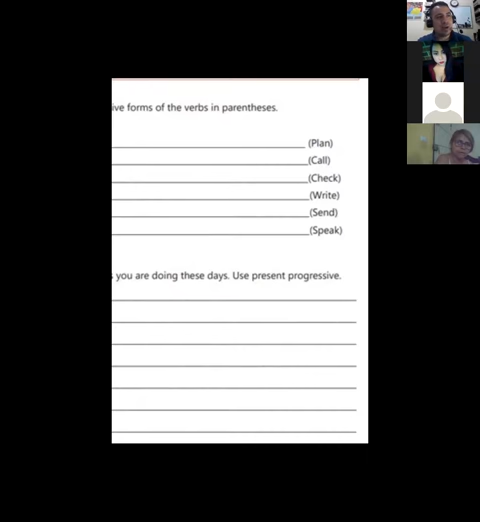 ive forms of the verbs in parentheses.
(Plan)
(Call)
(Check)
(Write)
(Send)
(Speak)
you are doing these days. Use present progressive.